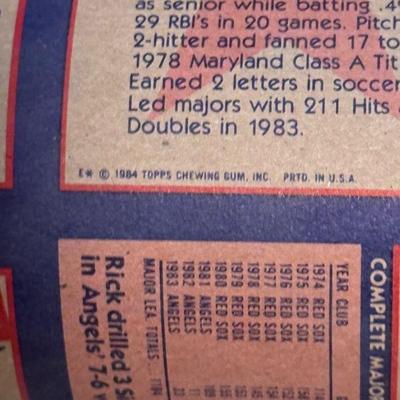 as senior while batting .4
29 RBI's in 20 games. Pitch
2-hitter and fanned 17 to
1978 Maryland Class A Tit
Earned 2 letters in soccer
Led majors with 211 Hits
Doubles in 1983.
E* © 1984 TOPPS CHEWING GUM, INC. PRTD. IN U.S.A.
COMPLETE MAJOR
YEAR CLUB
1974 RED SOX
1975 RED SOX
1976 RED SOX
1977 RED SOX
1978 RED SOX
1979 RED SOX
1980 RED SOX
1981 ANGELS
1982 ANGELS
1983 ANGELS
MAJOR LEA. TOTALS
Rick drilled 3 S
in Angels' 7-6